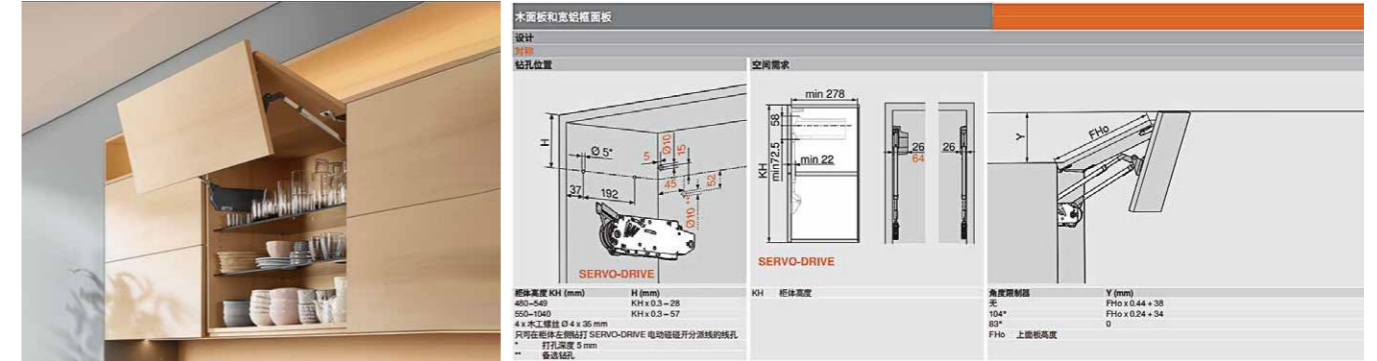 木面板和宽铝框面板
设计
对称
钻孔位置
空间需求
H
Ø 5*
37
192
5
Ø10
15
45
52
Ø10
SERVO-DRIVE
min 278
58
KH
min72.5
min 22
26
64
26
SERVO-DRIVE
Y
FHo
柜体高度 KH (mm) H (mm)
480–549 KH x 0.3 – 28
550–1040 KH x 0.3 – 57
4 x 木工螺丝 Ø 4 x 35 mm
只可在柜体左侧钻打 SERVO-DRIVE 电动碰碰开分派线的线孔
* 打孔深度 5 mm
** 备选钻孔
KH 柜体高度
角度限制器 Y (mm)
无 FHo x 0.44 + 38
104° FHo x 0.24 + 34
83° 0
FHo 上面板高度